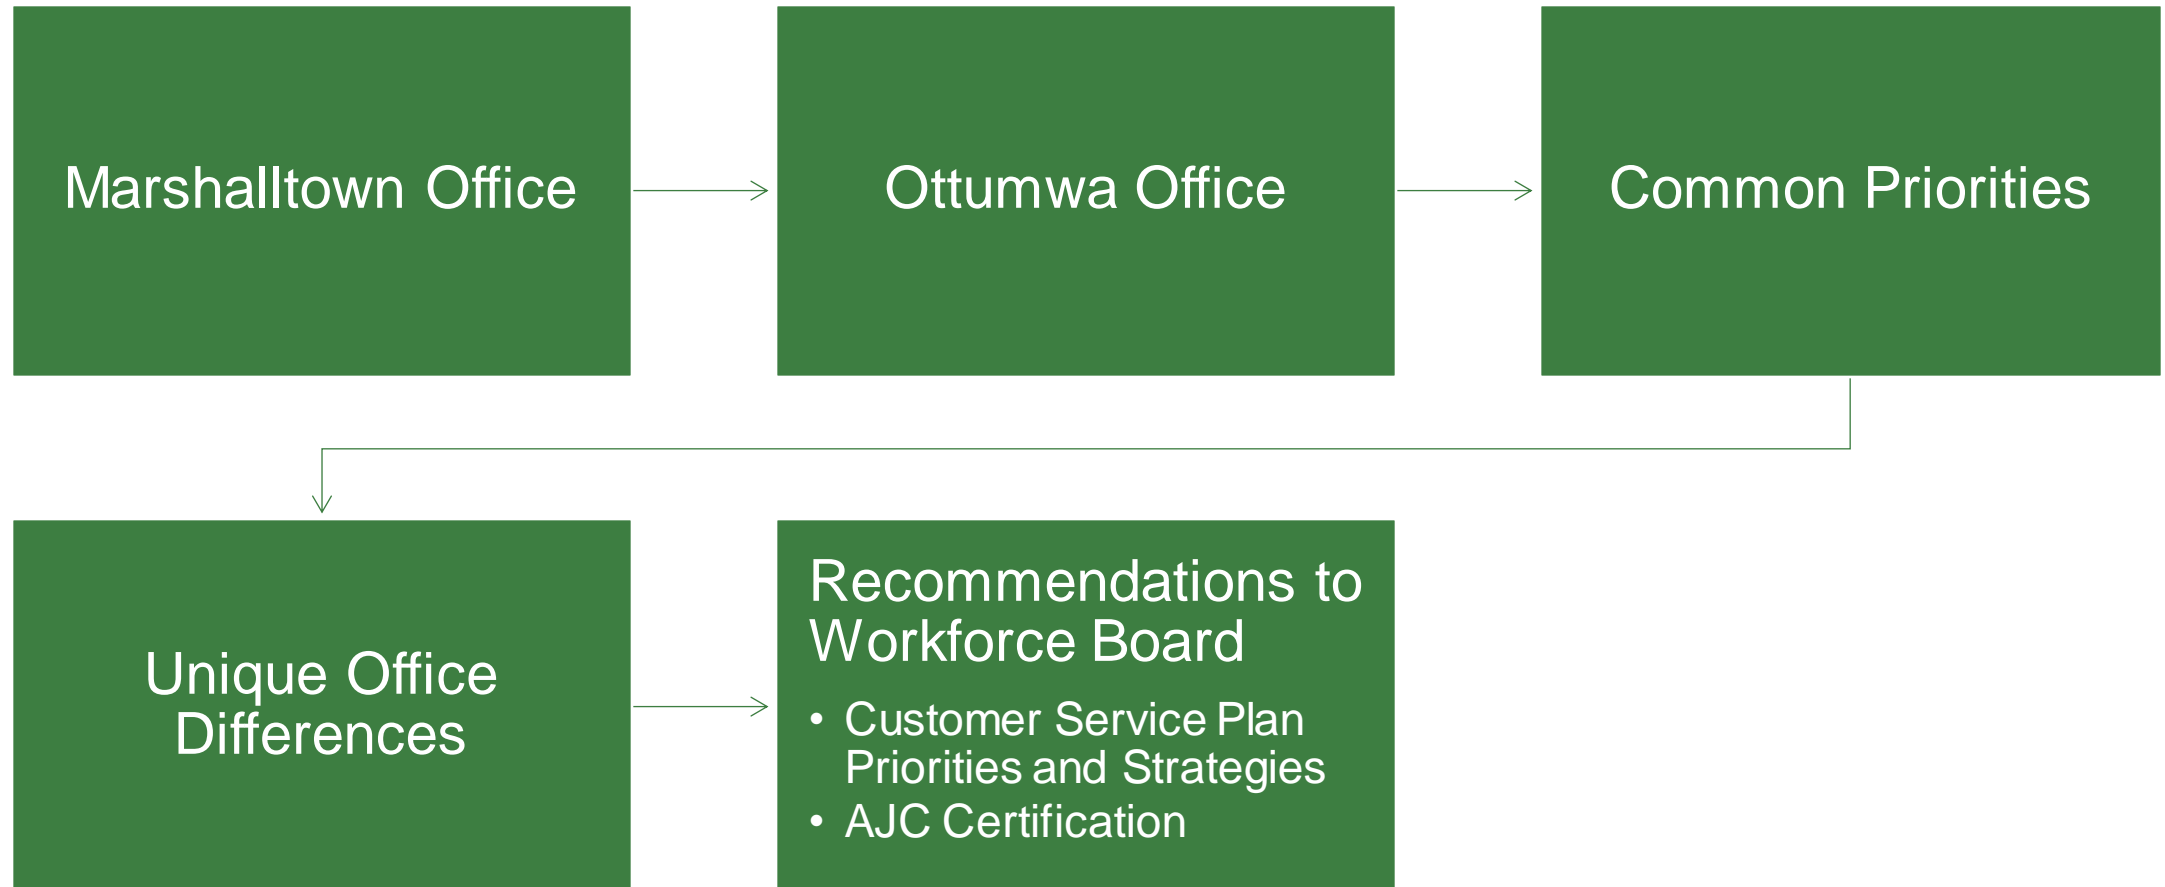 Marshalltown Office
Ottumwa Office
Common Priorities
Unique Office
Differences
Recommendations to
Workforce Board
• Customer Service Plan
Priorities and Strategies
• AJC Certification